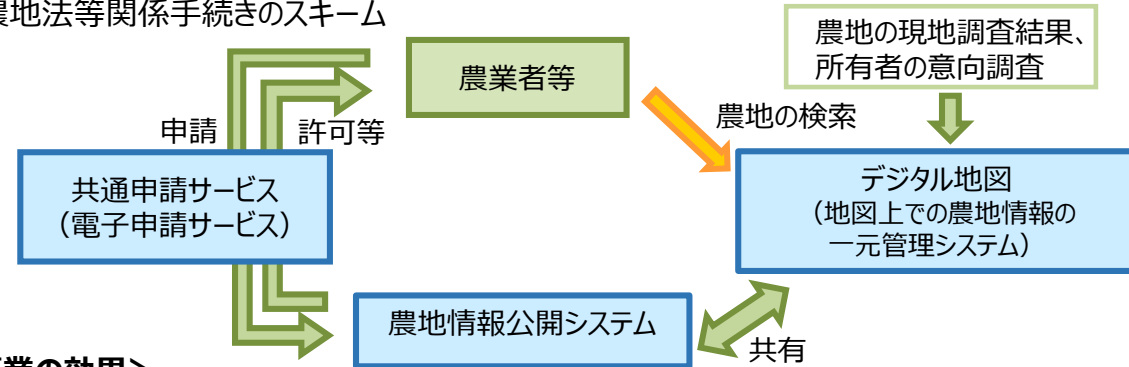 農地法等関係手続きのスキーム
農地の現地調査結果、
所有者の意向調査
農業者等
農地の検索
申請
許可等
共通申請サービス
（電子申請サービス）
デジタル地図
（地図上での農地情報の
一元管理システム）
農地情報公開システム
共有
業の効果＞